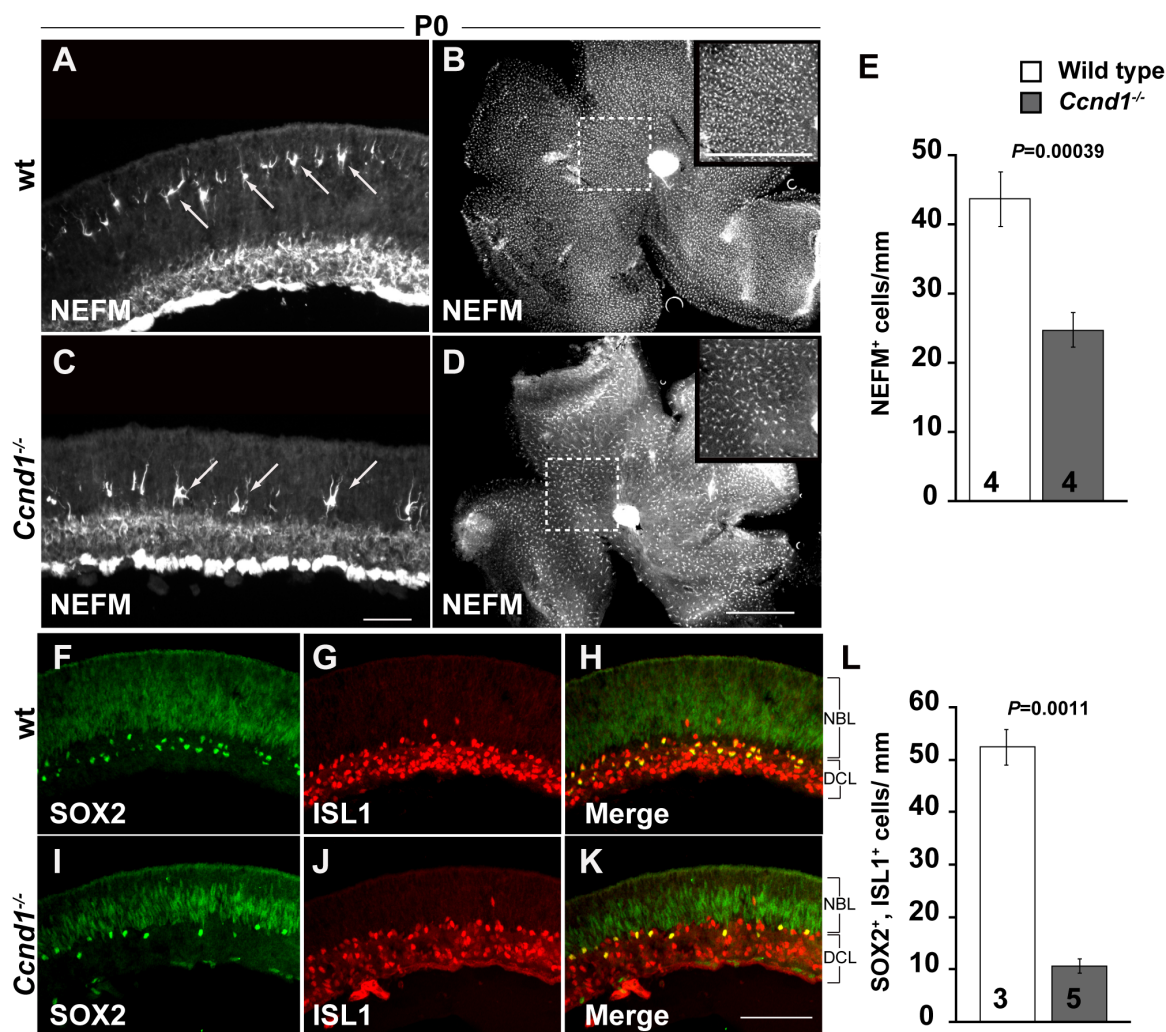 P0
A
B
wt
NEFM
NEFM
C
D
Ccnd1-/-
NEFM
NEFM
E
Wild type
Ccnd1-/-
P=0.00039
NEFM+ cells/mm
50
40
30
20
10
0
4
4
F
G
H
wt
NBL
DCL
SOX2
ISL1
Merge
I
J
K
Ccnd1-/-
NBL
DCL
SOX2
ISL1
Merge
L
P=0.0011
SOX2+, ISL1+ cells/ mm
60
50
40
30
20
10
0
3
5